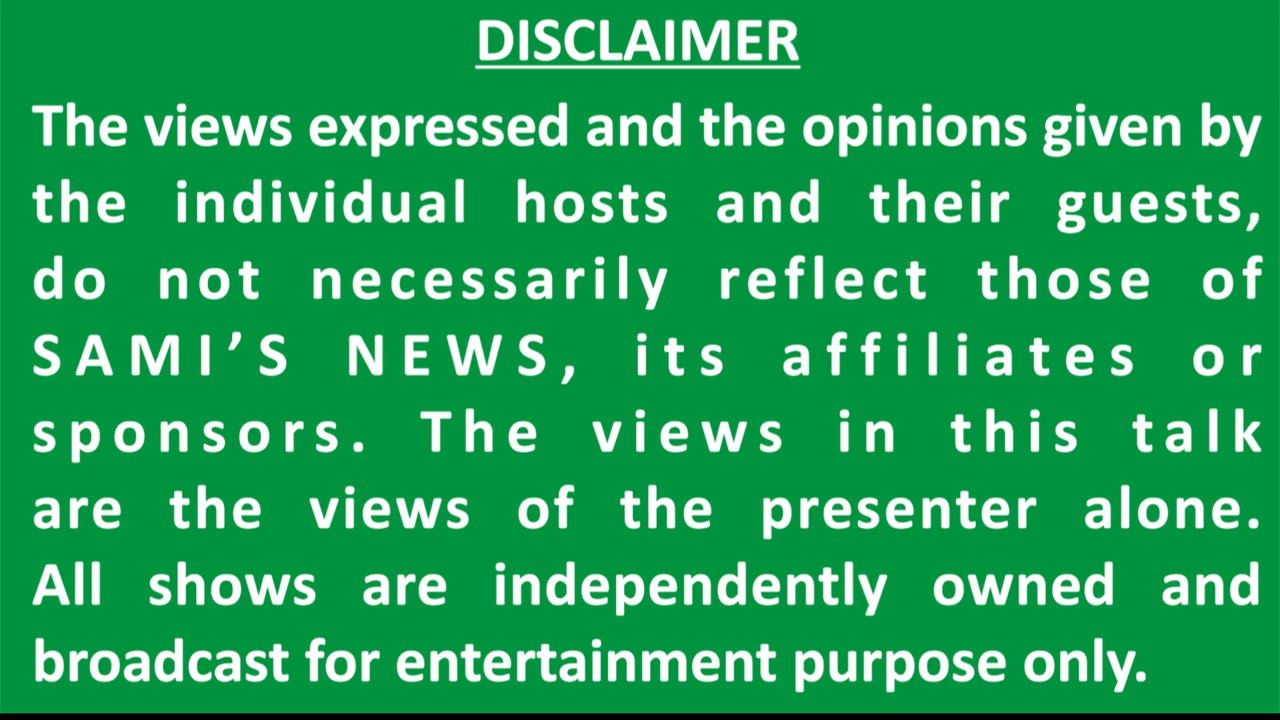 DISCLAIMER
The views expressed and the opinions given by
the individual hosts and their guests,
do not necessarily reflect those of
SAMI’S NEWS, its affiliates or
sponsors. The views in this talk
are the views of the presenter alone.
All shows are independently owned and
broadcast for entertainment purpose only.